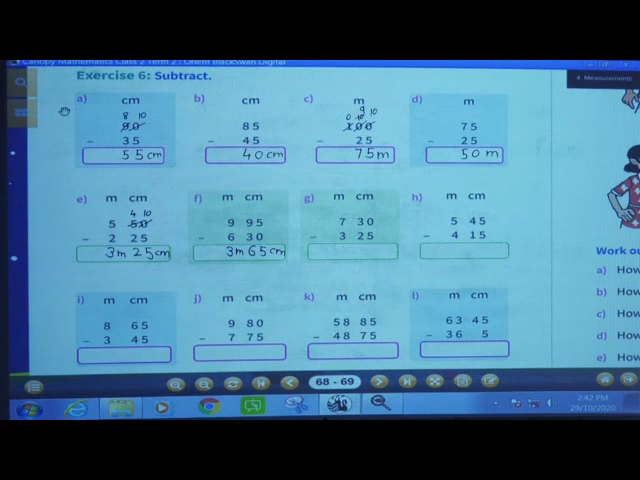 Canopy Mathematics Class 2 Term 2 : Orient BlackSwan Digital
Exercise 6: Subtract.
4 Measurements
a) cm
8 10
90
- 35
55cm
b) cm
85
- 45
40cm
c) m
9
0 10 10
100
- 25
75m
d) m
75
- 25
50 m
e) m cm
4 10
5 50
- 2 25
3m 25cm
f) m cm
9 95
- 6 30
3m 65cm
g) m cm
7 30
- 3 25
h) m cm
5 45
- 4 15
i) m cm
8 65
- 3 45
j) m cm
9 80
- 7 75
k) m cm
58 85
- 48 75
l) m cm
63 45
- 36 5
Work ou
a) How
b) How
c) How
d) How
e) How
68 - 69
2:42 PM
29/10/2020